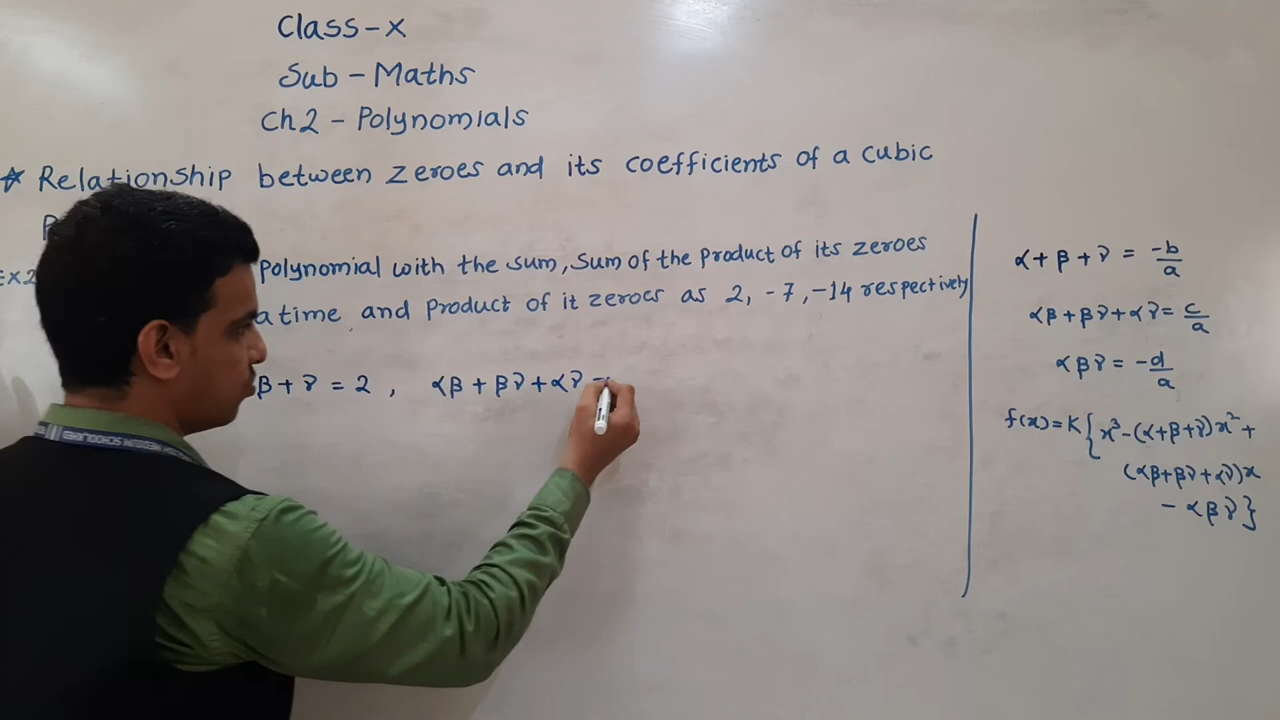 Class-X
Sub - Maths
Ch2 - Polynomials
* Relationship between zeroes and its coefficients of a cubic
Polynomial with the sum, Sum of the Product of its zeroes
a time and Product of it zeroes as 2, -7, -14 respectively
β + γ = 2 , αβ + βγ + αγ =
α + β + γ = -b/a
αβ + βγ + αγ = c/a
αβγ = -d/a
f(x) = K{x³ - (α+β+γ)x² +
(αβ+βγ+αγ)x
- αβγ}